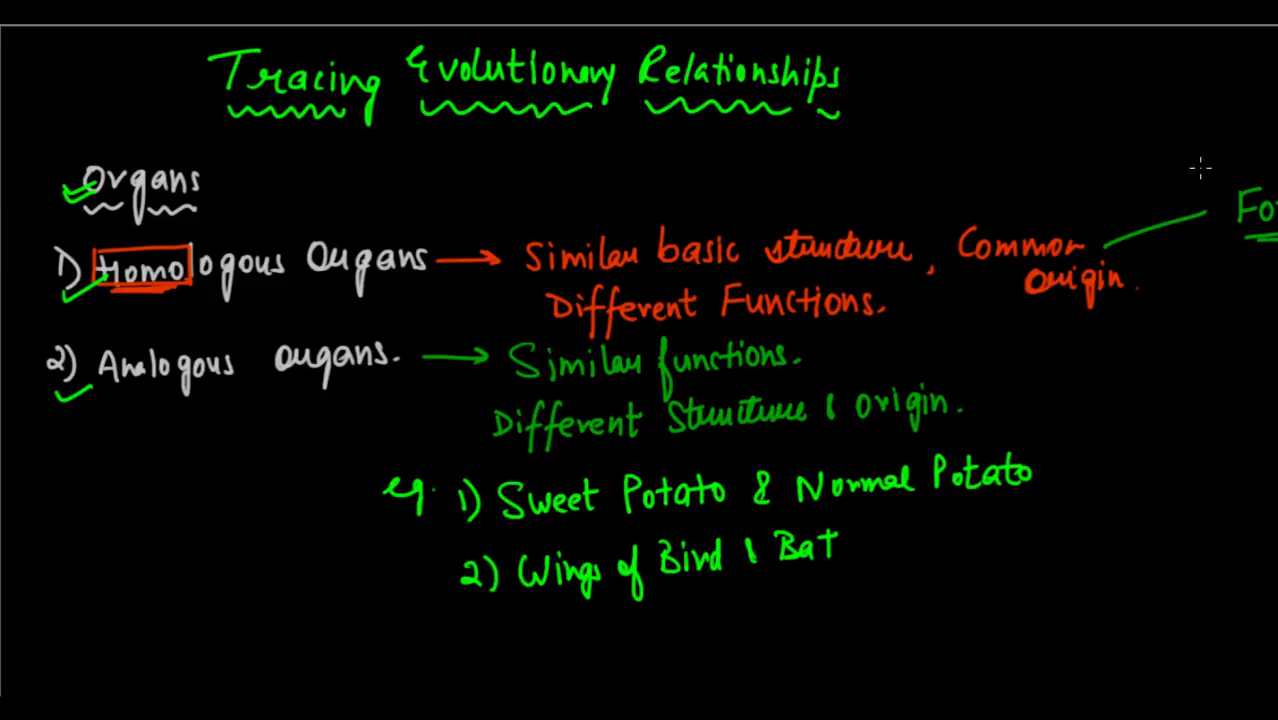 Tracing Evolutionary Relationships
Organs
1) Homologous Organs → Similar basic structure, Common origin.
Different Functions.
2) Analogous organs. → Similar functions.
Different Structure & origin.
eg. 1) Sweet Potato & Normal Potato
2) Wings of Bird & Bat